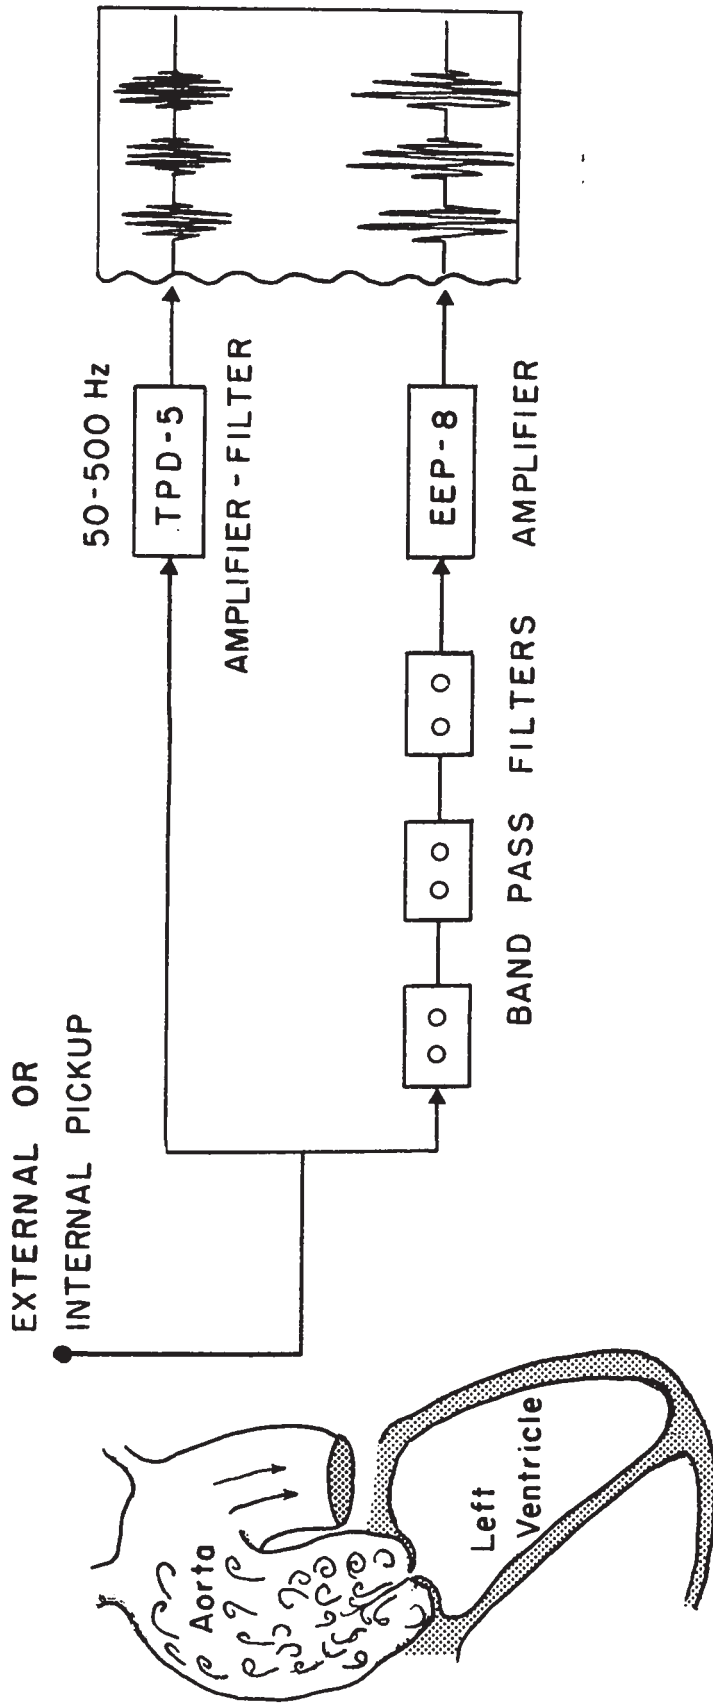 EXTERNAL OR
INTERNAL PICKUP
Aorta
Left
Ventricle
50-500 Hz
TPD-5
AMPLIFIER-FILTER
BAND PASS FILTERS
EEP-8
AMPLIFIER